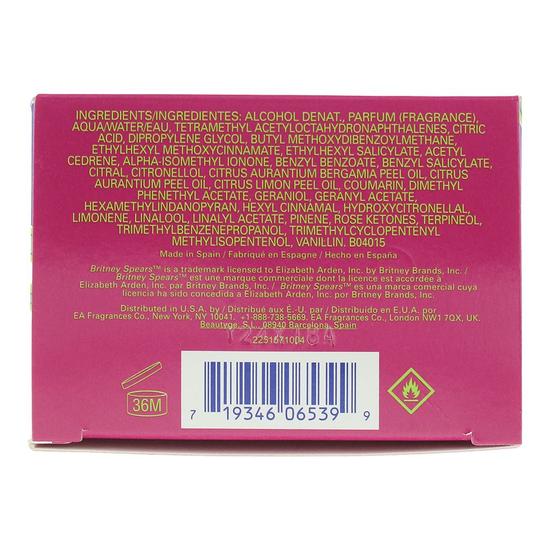 INGREDIENTS/INGREDIENTES: ALCOHOL DENAT., PARFUM (FRAGRANCE),
AQUA/WATER/EAU, TETRAMETHYL ACETYLOCTAHYDRONAPHTHALENES, CITRIC
ACID, DIPROPYLENE GLYCOL, BUTYL METHOXYDIBENZOYLMETHANE,
ETHYLHEXYL METHOXYCINNAMATE, ETHYLHEXYL SALICYLATE, ACETYL
CEDRENE, ALPHA-ISOMETHYL IONONE, BENZYL BENZOATE, BENZYL SALICYLATE,
CITRAL, CITRONELLOL, CITRUS AURANTIUM BERGAMIA PEEL OIL, CITRUS
AURANTIUM PEEL OIL, CITRUS LIMON PEEL OIL, COUMARIN, DIMETHYL
PHENETHYL ACETATE, GERANIOL, GERANYL ACETATE,
HEXAMETHYLINDANOPYRAN, HEXYL CINNAMAL, HYDROXYCITRONELLAL,
LIMONENE, LINALOOL, LINALYL ACETATE, PINENE, ROSE KETONES, TERPINEOL,
TRIMETHYLBENZENEPROPANOL, TRIMETHYLCYCLOPENTENYL
METHYLISOPENTENOL, VANILLIN. B04015
Made in Spain / Fabriqué en Espagne / Hecho en España
Britney Spears™ is a trademark licensed to Elizabeth Arden, Inc. by Britney Brands, Inc. /
Britney Spears™ est une marque commerciale dont la licence est accordée à
Elizabeth Arden, Inc. par Britney Brands, Inc. / Britney Spears™ es una marca comercial cuya
licencia ha sido concedida a Elizabeth Arden, Inc. por Britney Brands, Inc.
Distributed in U.S.A. by / Distribué aux É.-U. par / Distribuido en E.U.A. por
EA Fragrances Co., New York, NY 10010. +1-888-738-5669. EA Fragrances Co., London NW1 7QX, UK.
Beautyge, S.L., 08940 Barcelona, Spain
2251571004
36M
7 19346 06539 9